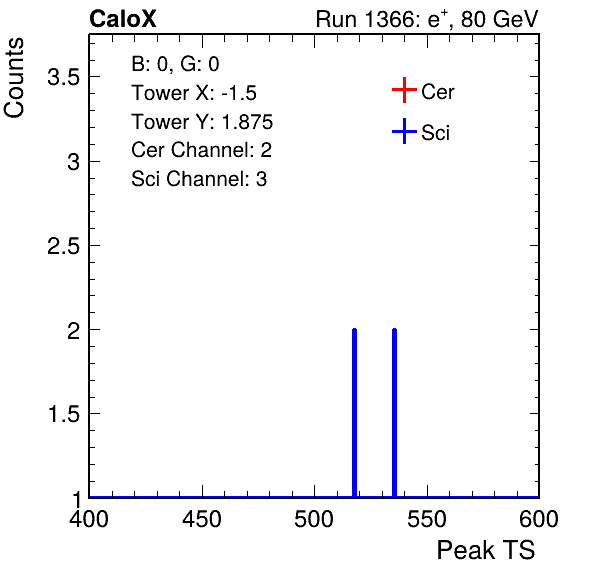 CaloX
Run 1366: e+, 80 GeV
Counts
B: 0, G: 0
Tower X: -1.5
Tower Y: 1.875
Cer Channel: 2
Sci Channel: 3
Cer
Sci
3.5
3
2.5
2
1.5
1
400 450 500 550 600
Peak TS